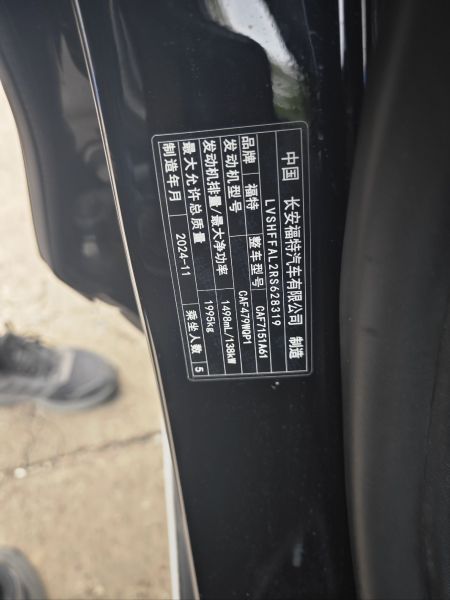 中国 长安福特汽车有限公司 制造
LVSHFFAL2RS628319
品牌 福特 整车型号 CAF7151A61
发动机型号 CAF479WQP1
发动机排量/最大净功率 1498mL/138kW
最大允许总质量 1995kg
制造年月 2024-11 乘坐人数 5